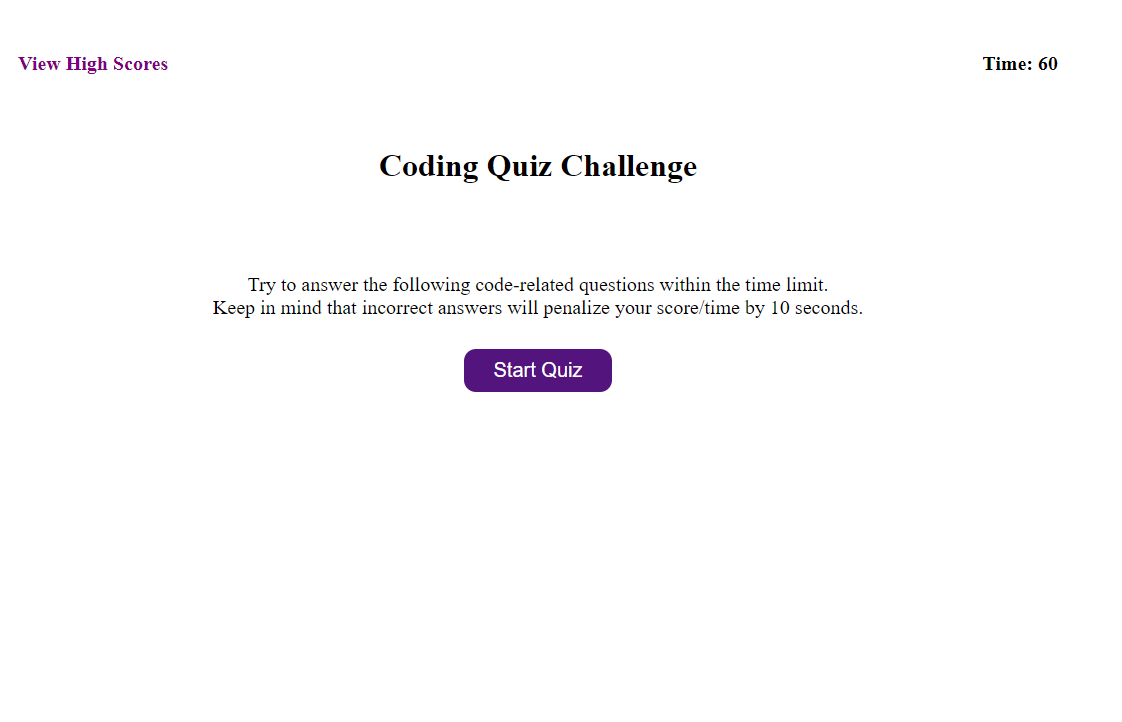 View High Scores
Time: 60
Coding Quiz Challenge
Try to answer the following code-related questions within the time limit.
Keep in mind that incorrect answers will penalize your score/time by 10 seconds.
Start Quiz